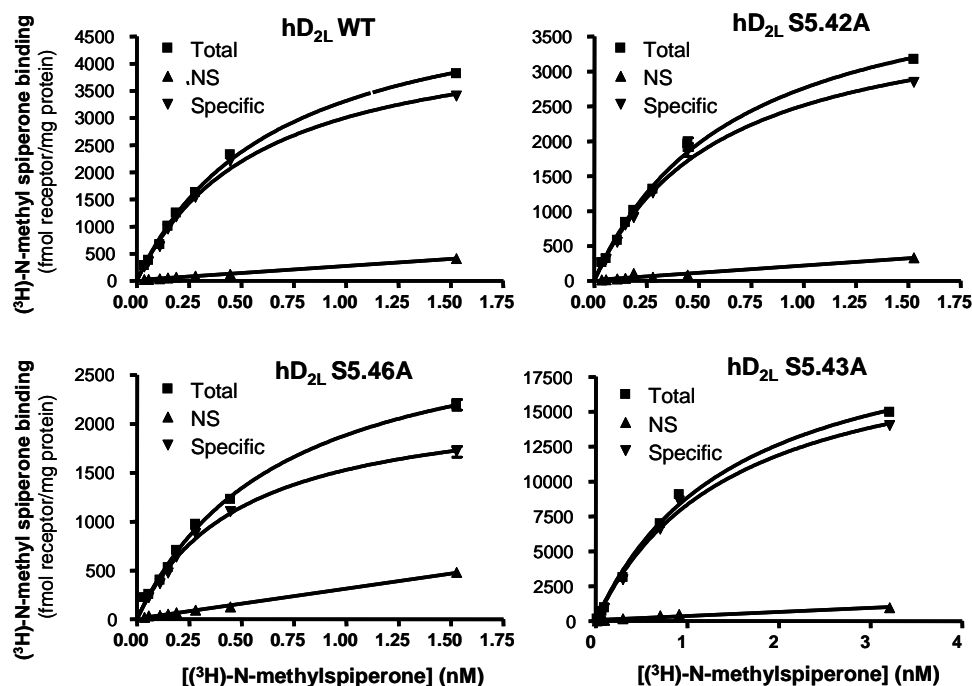 hD2L WT
Total
.NS
Specific
4500
4000
3500
3000
2500
2000
1500
1000
500
0
0.00 0.25 0.50 0.75 1.00 1.25 1.50 1.75
(³H)-N-methyl spiperone binding
(fmol receptor/mg protein)
hD2L S5.42A
Total
NS
Specific
3500
3000
2500
2000
1500
1000
500
0
0.00 0.25 0.50 0.75 1.00 1.25 1.50 1.75
hD2L S5.46A
Total
NS
Specific
2500
2000
1500
1000
500
0
0.00 0.25 0.50 0.75 1.00 1.25 1.50 1.75
(³H)-N-methyl spiperone binding
(fmol receptor/mg protein)
[(³H)-N-methylspiperone] (nM)
hD2L S5.43A
Total
NS
Specific
17500
15000
12500
10000
7500
5000
2500
0
0 1 2 3 4
[(³H)-N-methylspiperone] (nM)